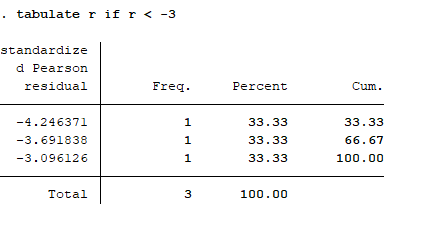 . tabulate r if r < -3
standardize
d Pearson
residual Freq. Percent Cum.
-4.246371 1 33.33 33.33
-3.691838 1 33.33 66.67
-3.096126 1 33.33 100.00
Total 3 100.00